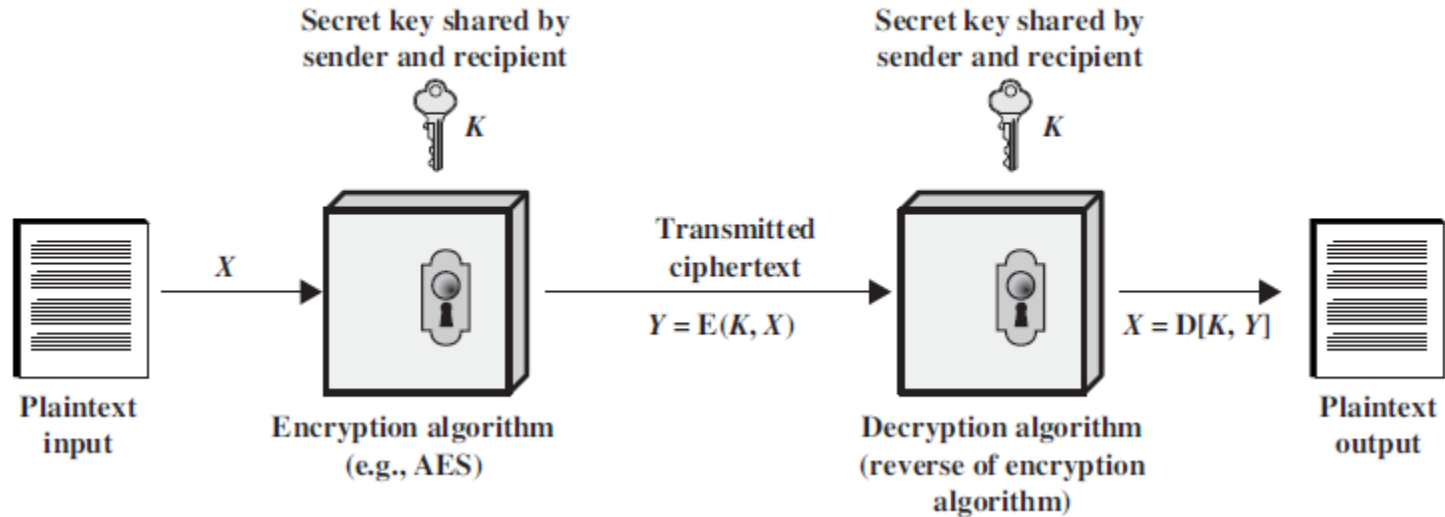 Secret key shared by
sender and recipient
K
Secret key shared by
sender and recipient
K
X
Transmitted
ciphertext
Y = E(K, X)
X = D[K, Y]
Plaintext
input
Encryption algorithm
(e.g., AES)
Decryption algorithm
(reverse of encryption
algorithm)
Plaintext
output